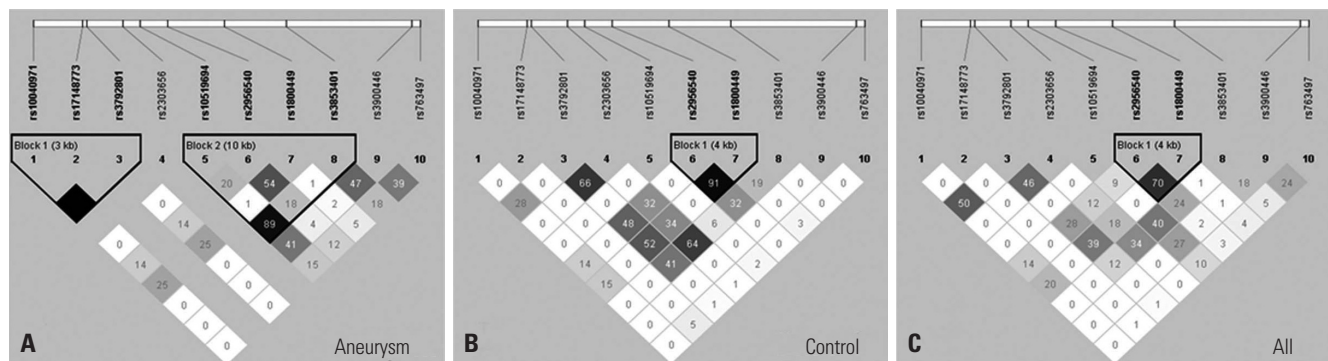 rs10040971
rs17148773
rs3792801
rs2303656
rs10519694
rs2956540
rs1800449
rs3853401
rs3900446
rs763497
Block 1 (3 kb)
Block 2 (10 kb)
1 2 3 4 5 6 7 8 9 10
20 54 1 47 39
0 1 18 2 18
14 89 4 5
0 25 41 12
14 0 15
25 0
0 0
0
0
A
Aneurysm
rs10040971
rs17148773
rs3792801
rs2303656
rs10519694
rs2956540
rs1800449
rs3853401
rs3900446
rs763497
Block 1 (4 kb)
1 2 3 4 5 6 7 8 9 10
0 0 66 0 0 91 19 0 0
28 0 0 32 0 32 0 0
0 0 48 34 6 0 3
0 0 52 64 0 0
14 0 41 0 2
15 0 0 1
0 0 1
0 5
0
B
Control
rs10040971
rs17148773
rs3792801
rs2303656
rs10519694
rs2956540
rs1800449
rs3853401
rs3900446
rs763497
Block 1 (4 kb)
1 2 3 4 5 6 7 8 9 10
0 0 46 0 9 70 1 18 24
50 0 0 12 0 24 1 5
0 0 28 18 40 2 4
0 0 39 34 27 3
14 0 12 0 10
20 0 0 0
0 0 1
0 1
0
C
All